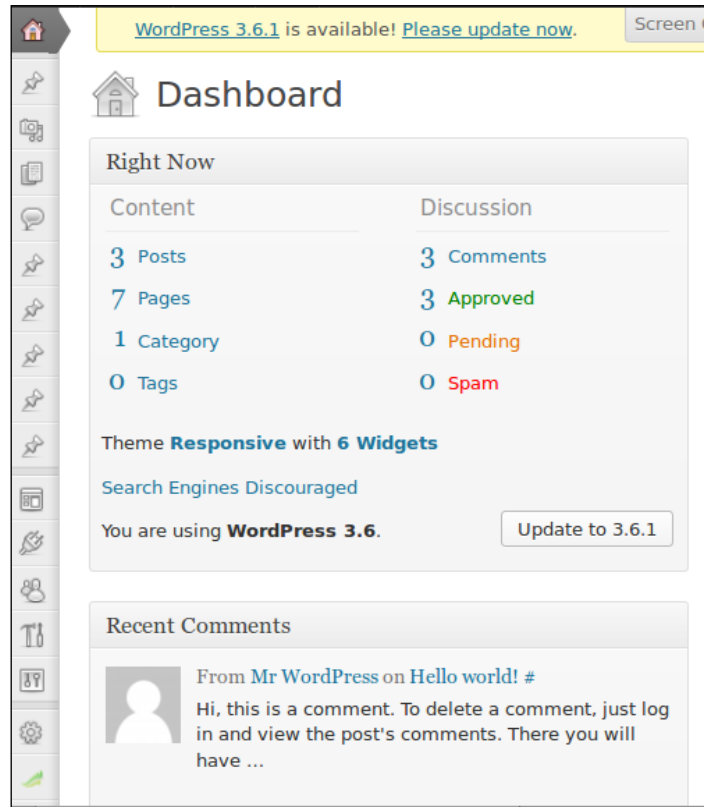 WordPress 3.6.1 is available! Please update now.
Screen
Dashboard
Right Now
Content
3 Posts
7 Pages
1 Category
0 Tags
Discussion
3 Comments
3 Approved
0 Pending
0 Spam
Theme Responsive with 6 Widgets
Search Engines Discouraged
You are using WordPress 3.6.
Update to 3.6.1
Recent Comments
From Mr WordPress on Hello world! #
Hi, this is a comment. To delete a comment, just log
in and view the post's comments. There you will
have ...